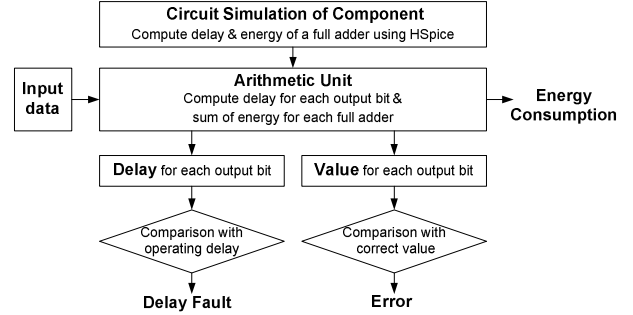 Circuit Simulation of Component
Compute delay & energy of a full adder using HSpice
Input
data
Arithmetic Unit
Compute delay for each output bit &
sum of energy for each full adder
Energy
Consumption
Delay for each output bit
Value for each output bit
Comparison with
operating delay
Comparison with
correct value
Delay Fault
Error